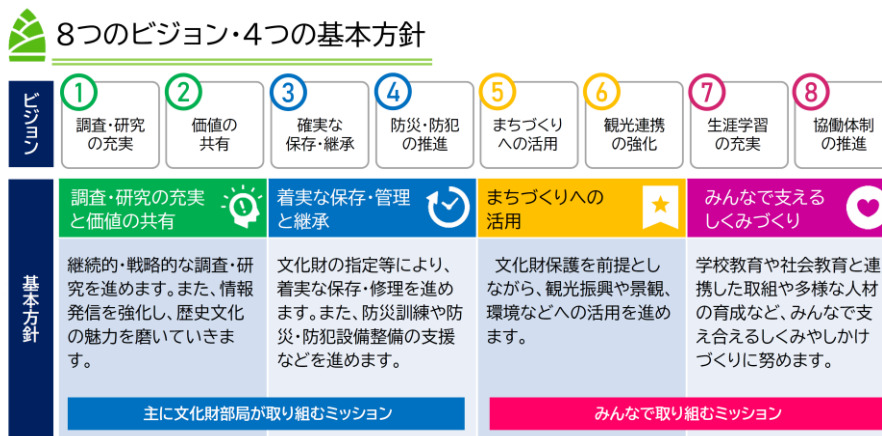 8つのビジョン・4つの基本方針
ビジョン
1
調査・研究
の充実
2
価値の
共有
3
確実な
保存・継承
4
防災・防犯
の推進
5
まちづくり
への活用
6
観光連携
の強化
7
生涯学習
の充実
8
協働体制
の推進
基本方針
調査・研究の充実
と価値の共有
継続的・戦略的な調査・研
究を進めます。また、情報
発信を強化し、歴史文化
の魅力を磨いていきま
す。
着実な保存・管理
と継承
文化財の指定等により、
着実な保存・修理を進め
ます。また、防災訓練や防
災・防犯設備整備の支援
などを進めます。
まちづくりへの
活用
文化財保護を前提とし
ながら、観光振興や景観、
環境などへの活用を進め
ます。
みんなで支える
しくみづくり
学校教育や社会教育と連
携した取組や多様な人材
の育成など、みんなで支
え合えるしくみやしかけ
づくりに努めます。
主に文化財部局が取り組むミッション
みんなで取り組むミッション